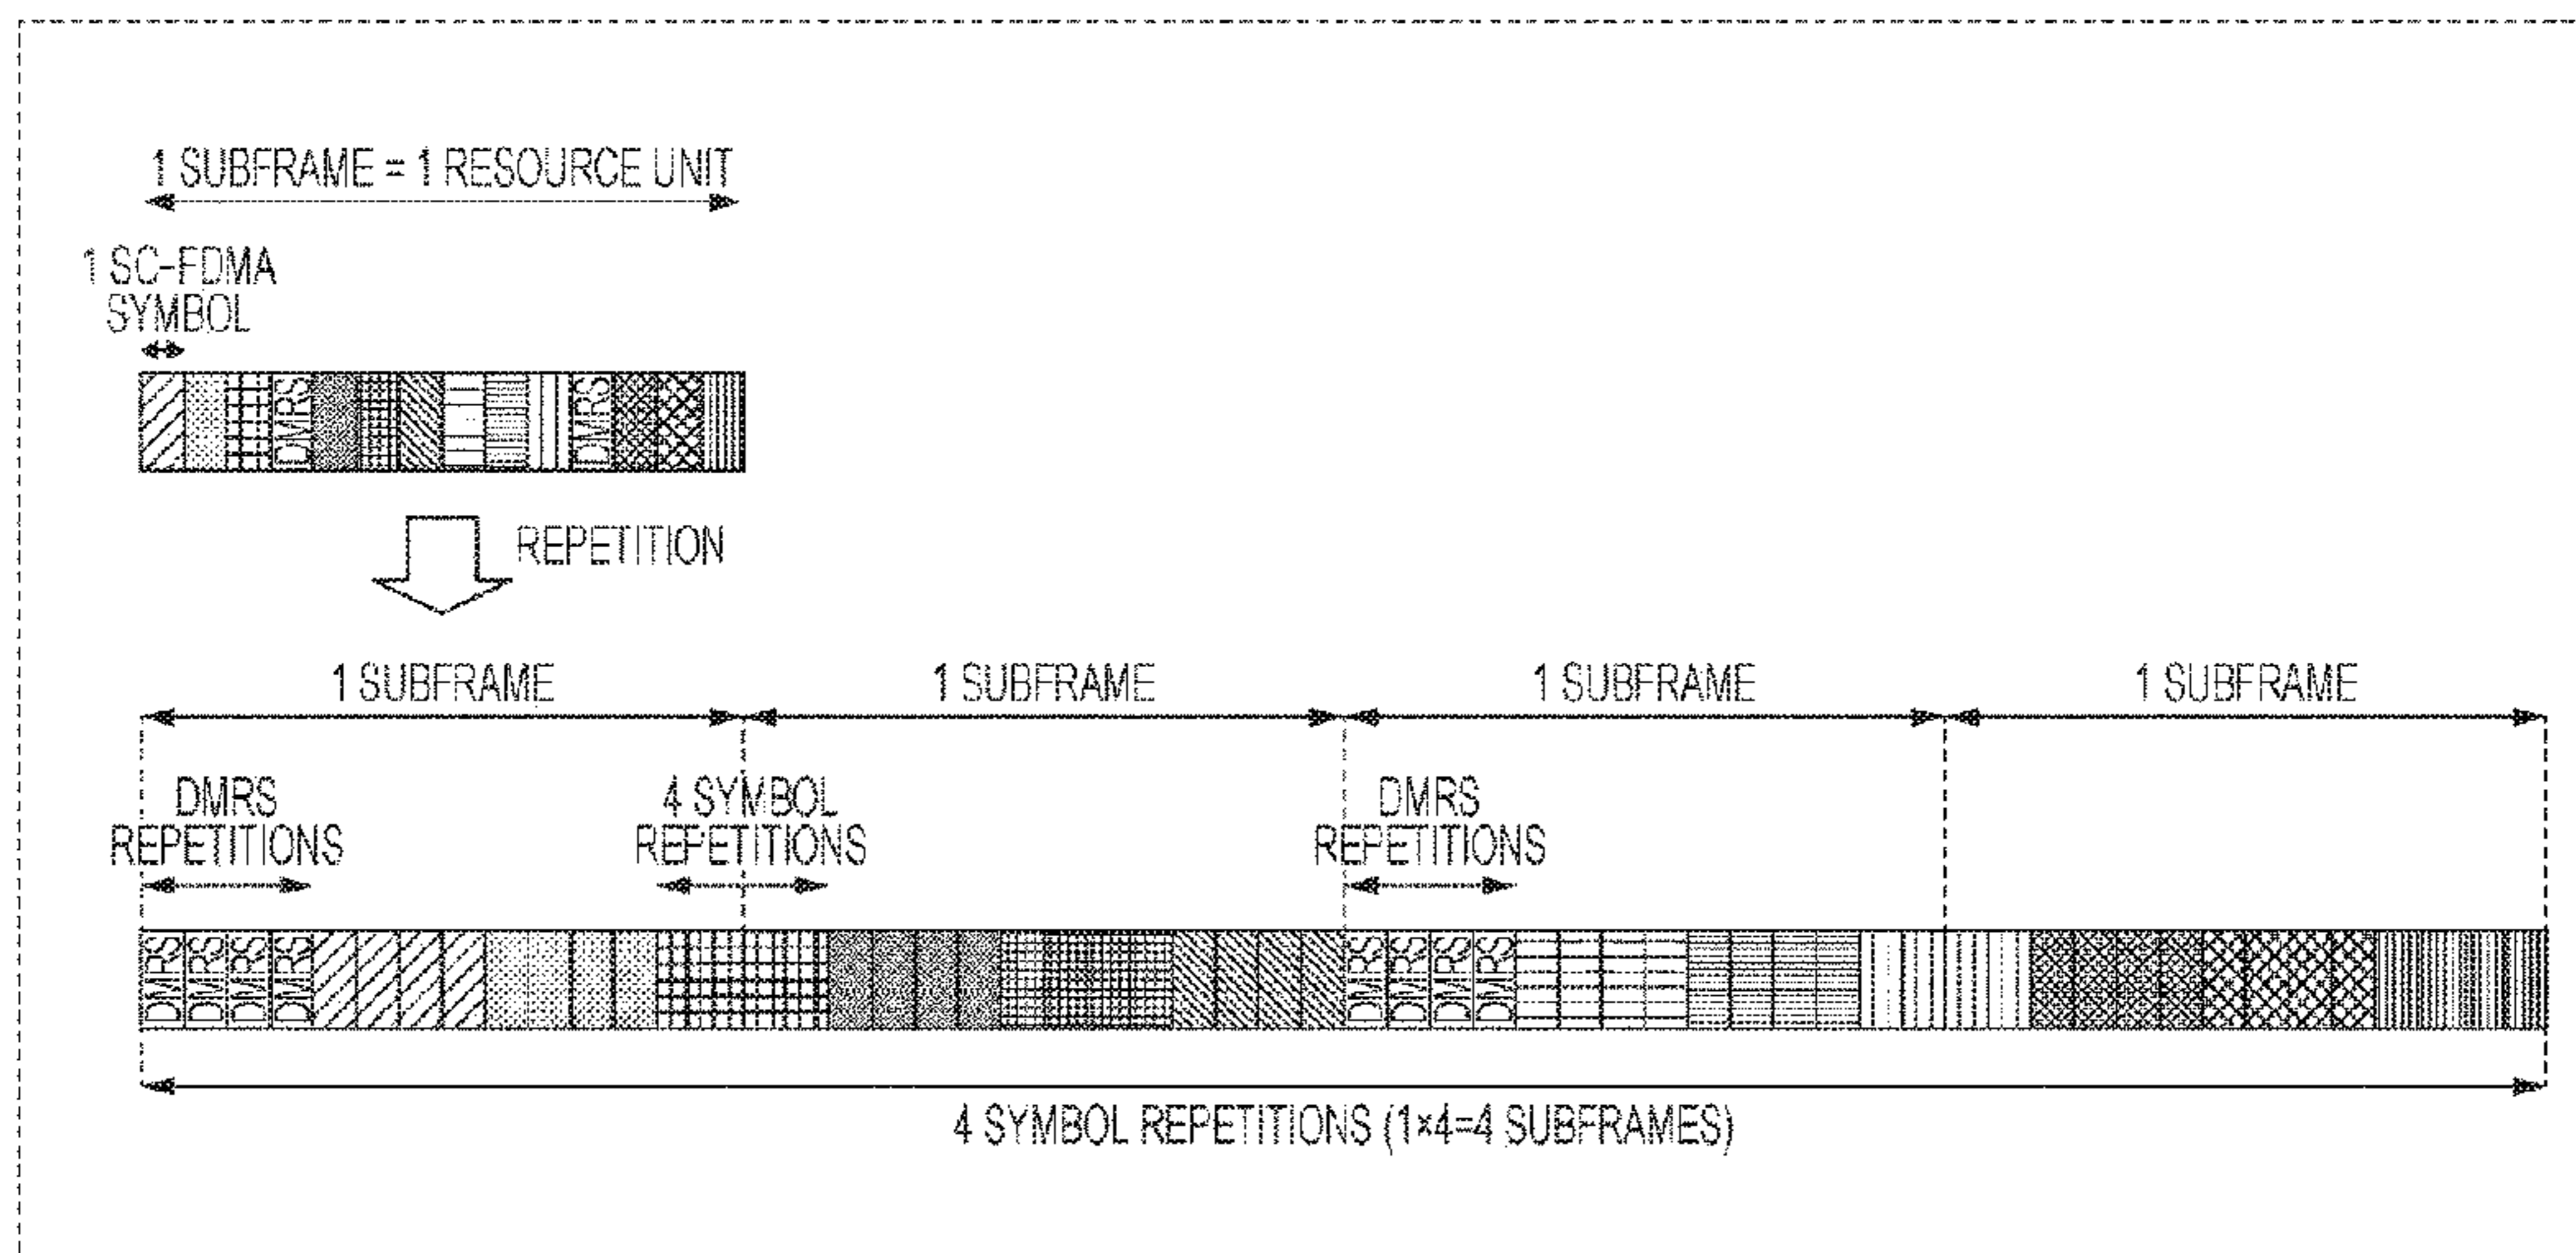 1 SUBFRAME = 1 RESOURCE UNIT
1 SC-FDMA
SYMBOL
DMRS
DMRS
REPETITION
1 SUBFRAME
1 SUBFRAME
1 SUBFRAME
1 SUBFRAME
DMRS
REPETITIONS
4 SYMBOL
REPETITIONS
DMRS
REPETITIONS
DMRS
DMRS
DMRS
DMRS
DMRS
DMRS
DMRS
DMRS
4 SYMBOL REPETITIONS (1×4=4 SUBFRAMES)